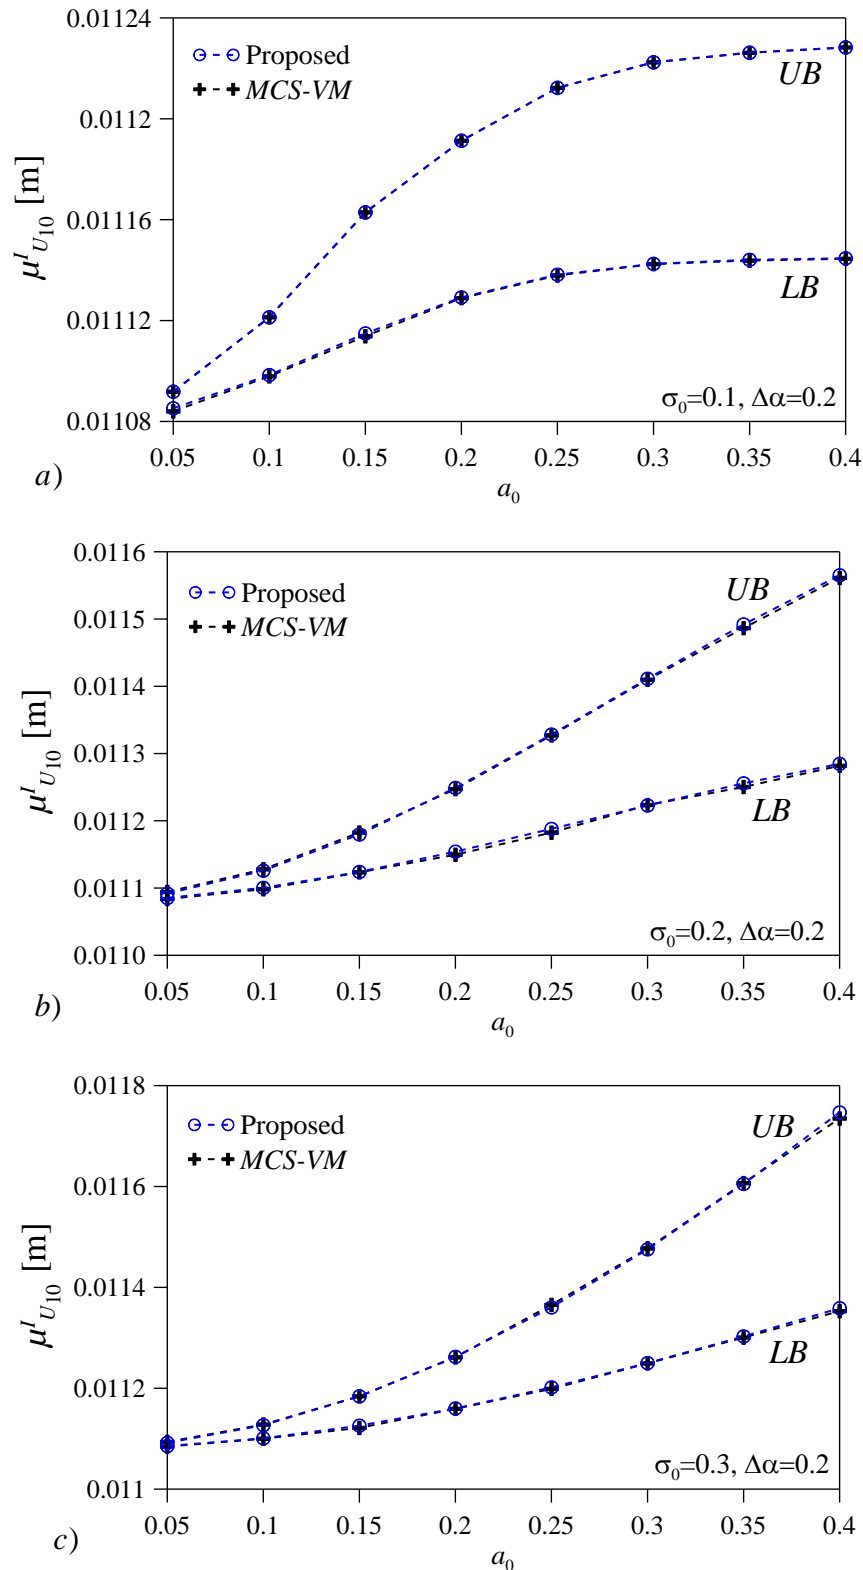 0.01124
Proposed
MCS-VM
UB
0.0112
μᴵ_U₁₀ [m]
0.01116
LB
0.01112
σ₀=0.1, Δα=0.2
0.01108
0.05 0.1 0.15 0.2 0.25 0.3 0.35 0.4
a)
a₀
0.0116
Proposed
UB
0.0115
MCS-VM
0.0114
μᴵ_U₁₀ [m]
0.0113
0.0112
LB
0.0111
σ₀=0.2, Δα=0.2
0.0110
0.05 0.1 0.15 0.2 0.25 0.3 0.35 0.4
b)
a₀
0.0118
Proposed
UB
MCS-VM
0.0116
μᴵ_U₁₀ [m]
0.0114
LB
0.0112
σ₀=0.3, Δα=0.2
0.011
0.05 0.1 0.15 0.2 0.25 0.3 0.35 0.4
c)
a₀